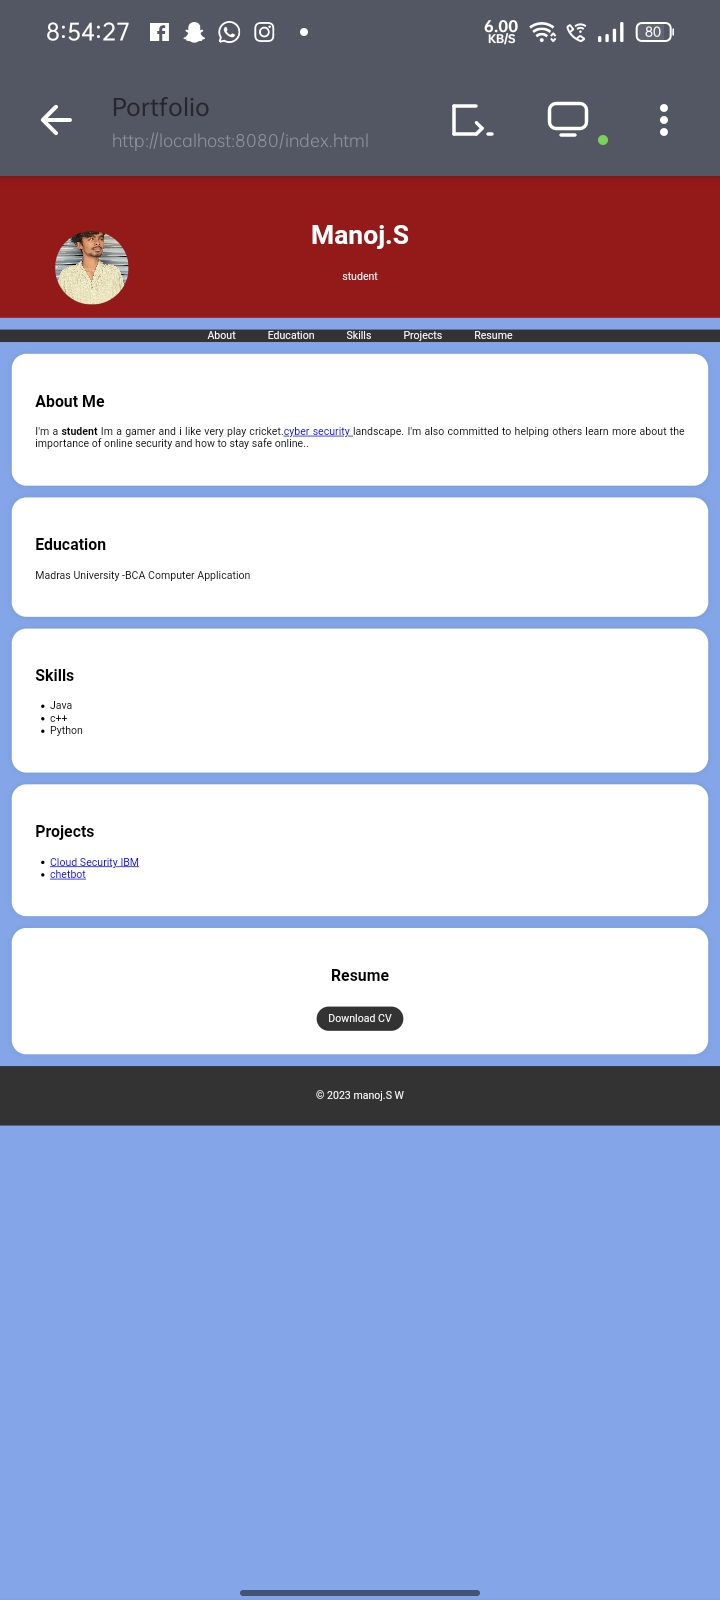 8:54:27
6.00
KB/S
80
Portfolio
http://localhost:8080/index.html
Manoj.S
student
About Education Skills Projects Resume
About Me
I'm a student Im a gamer and i like very play cricket.cyber security landscape. I'm also committed to helping others learn more about the
importance of online security and how to stay safe online..
Education
Madras University -BCA Computer Application
Skills
• Java
• c++
• Python
Projects
• Cloud Security IBM
• chetbot
Resume
Download CV
© 2023 manoj.S W